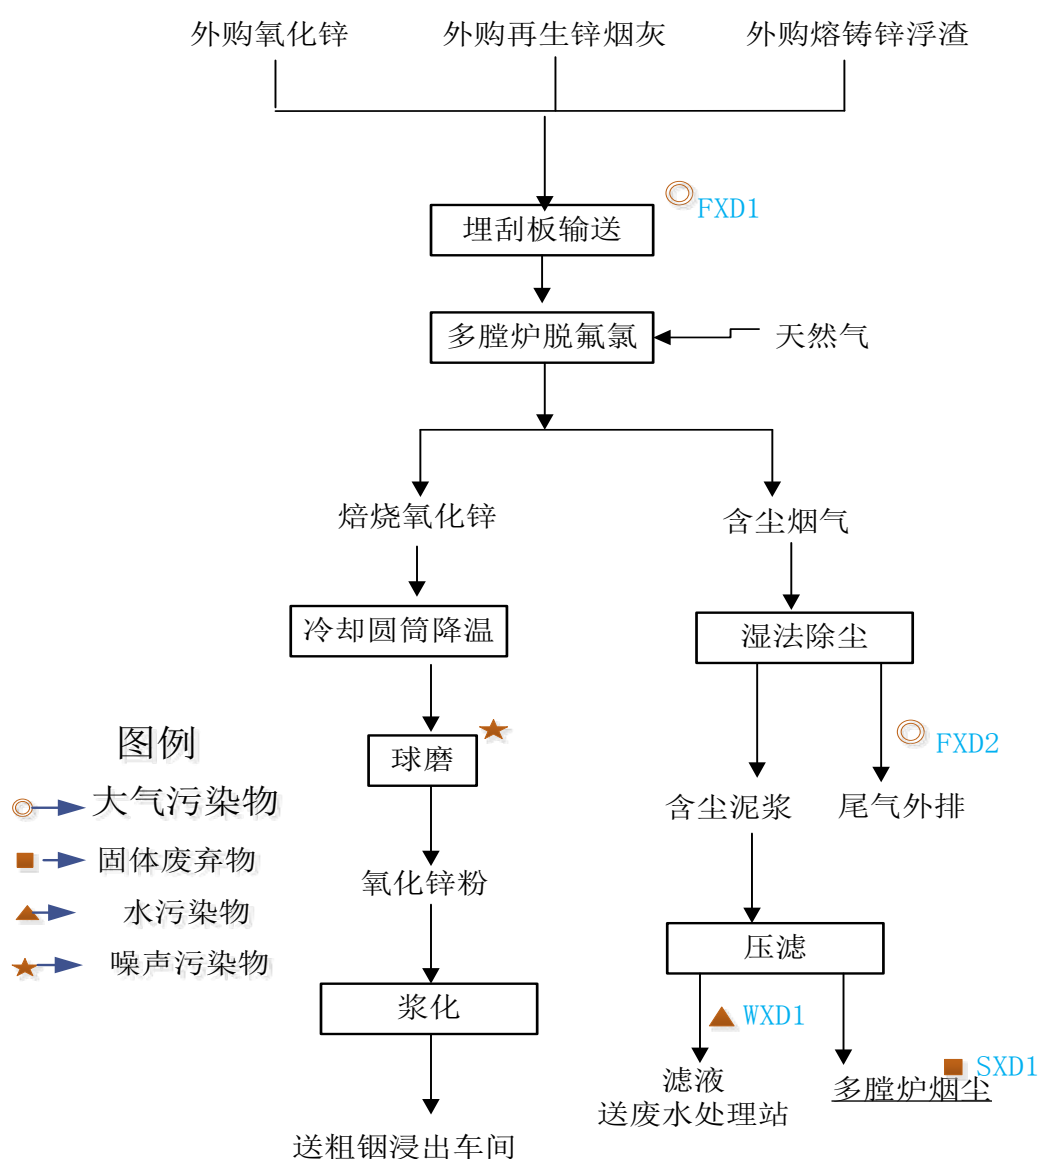 外购氧化锌
外购再生锌烟灰
外购熔铸锌浮渣
FXD1
埋刮板输送
多膛炉脱氟氯
天然气
焙烧氧化锌
含尘烟气
冷却圆筒降温
湿法除尘
图例
球磨
FXD2
大气污染物
含尘泥浆
尾气外排
固体废弃物
氧化锌粉
水污染物
压滤
噪声污染物
浆化
WXD1
SXD1
滤液
送废水处理站
多膛炉烟尘
送粗铟浸出车间